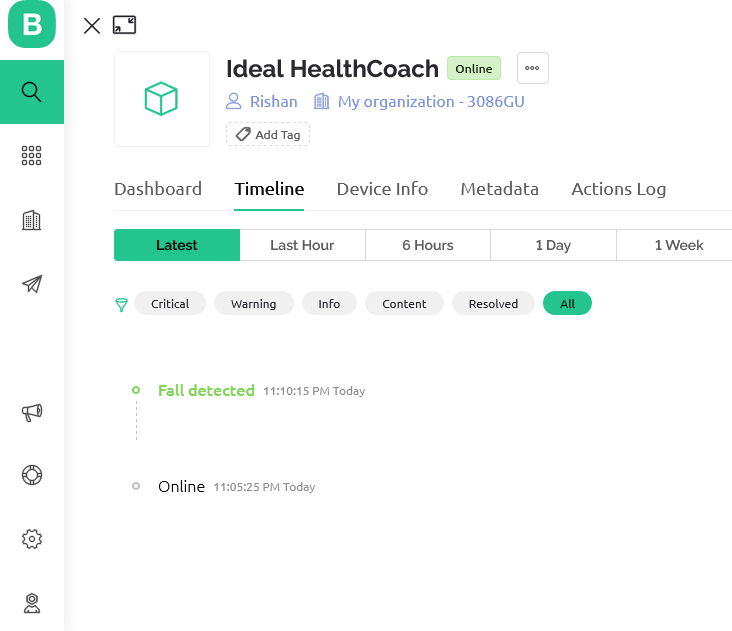 B
Ideal HealthCoach Online
Rishan My organization - 3086GU
Add Tag
Dashboard Timeline Device Info Metadata Actions Log
Latest Last Hour 6 Hours 1 Day 1 Week
Critical Warning Info Content Resolved All
Fall detected 11:10:15 PM Today
Online 11:05:25 PM Today